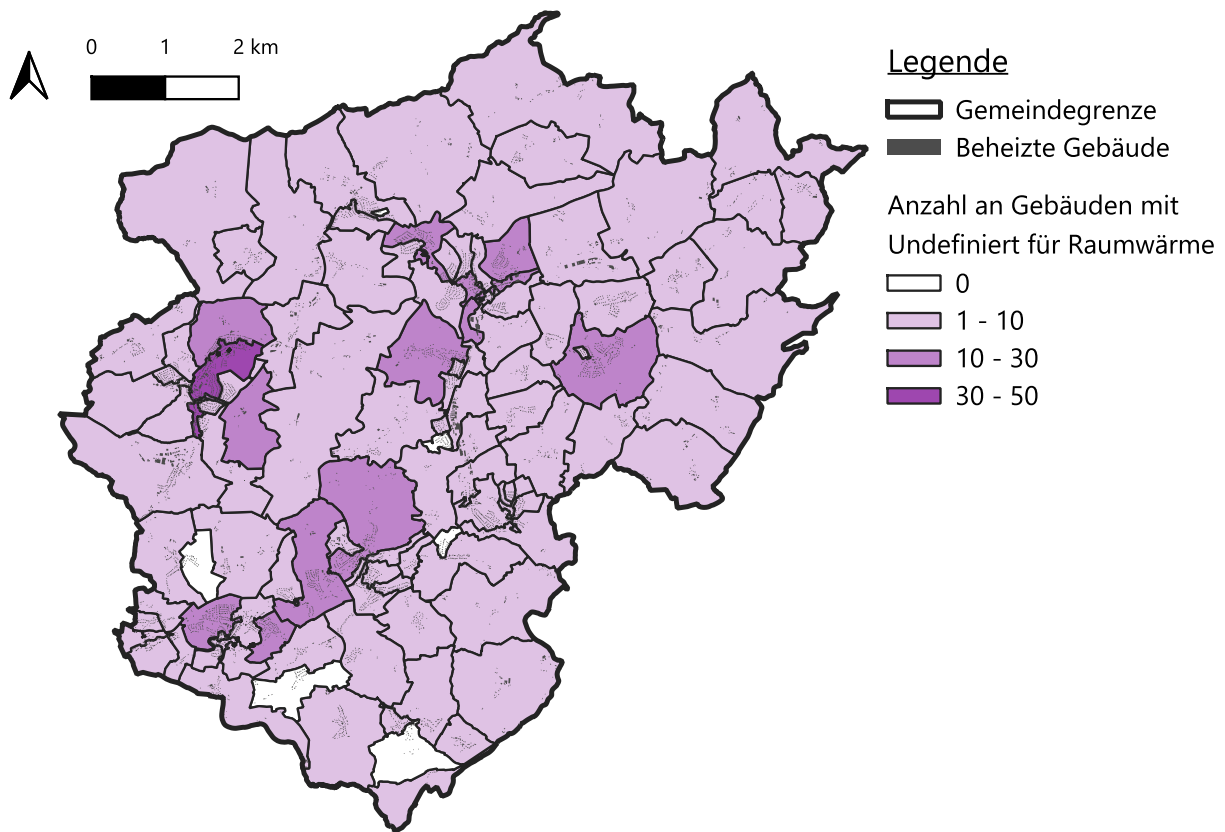 0 1 2 km
Legende
Gemeindegrenze
Beheizte Gebäude
Anzahl an Gebäuden mit
Undefiniert für Raumwärme
0
1 - 10
10 - 30
30 - 50